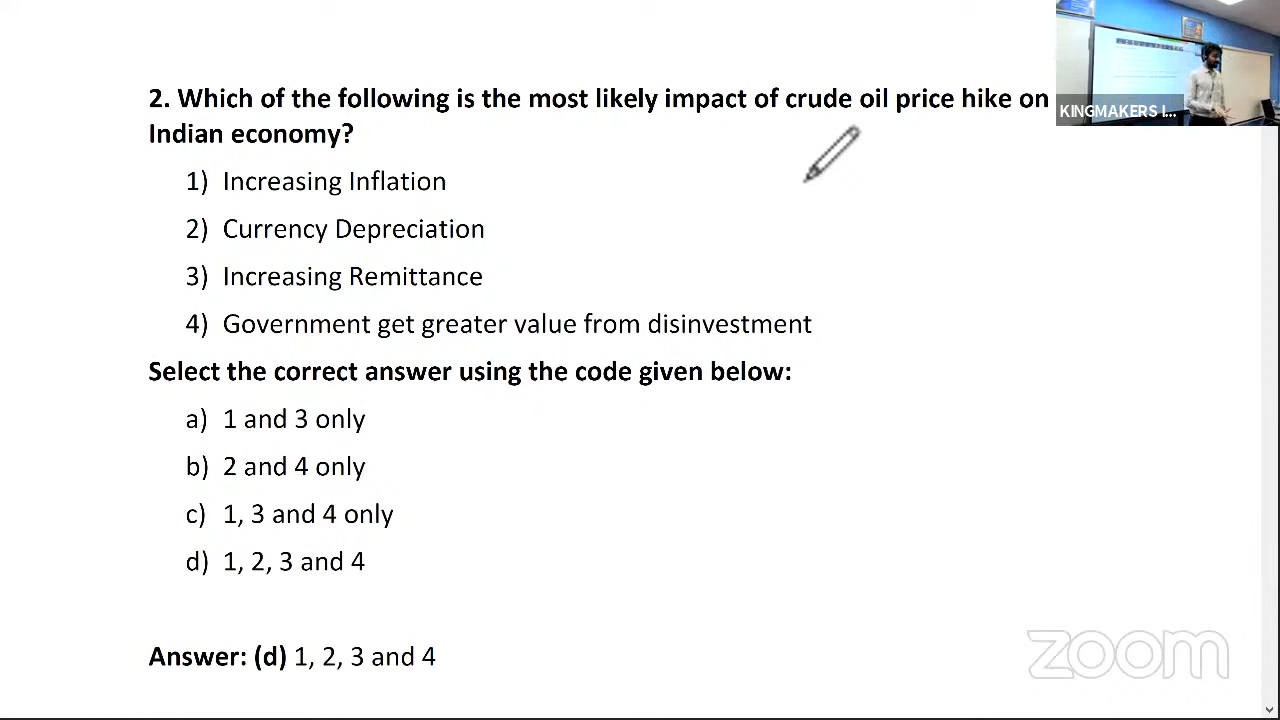 2. Which of the following is the most likely impact of crude oil price hike on
Indian economy?
1) Increasing Inflation
2) Currency Depreciation
3) Increasing Remittance
4) Government get greater value from disinvestment
Select the correct answer using the code given below:
a) 1 and 3 only
b) 2 and 4 only
c) 1, 3 and 4 only
d) 1, 2, 3 and 4
Answer: (d) 1, 2, 3 and 4
KINGMAKERS I...
zoom